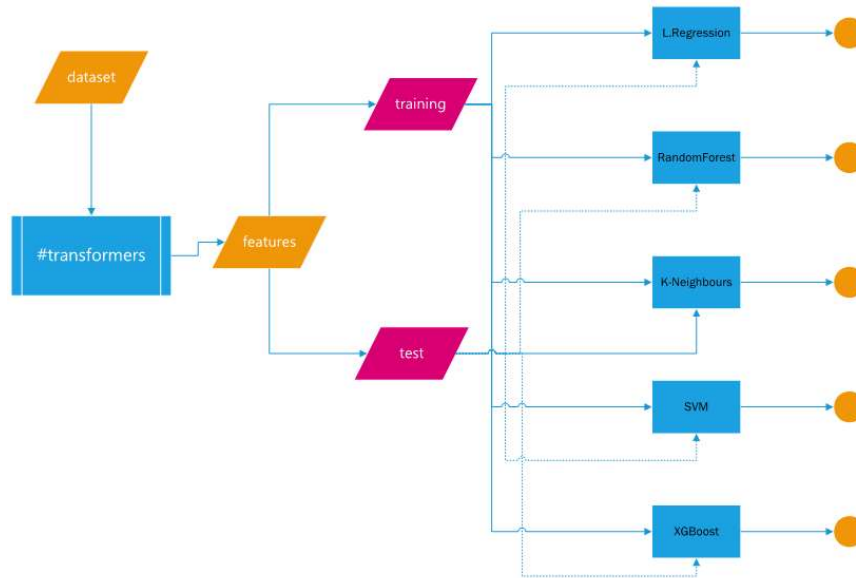 dataset
#transformers
features
training
test
L.Regression
RandomForest
K-Neighbours
SVM
XGBoost